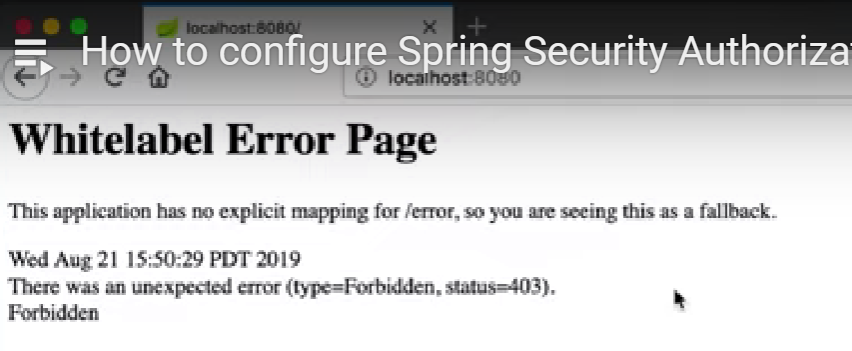 localhost:8080/
How to configure Spring Security Authoriza
localhost:8080
Whitelabel Error Page
This application has no explicit mapping for /error, so you are seeing this as a fallback.
Wed Aug 21 15:50:29 PDT 2019
There was an unexpected error (type=Forbidden, status=403).
Forbidden